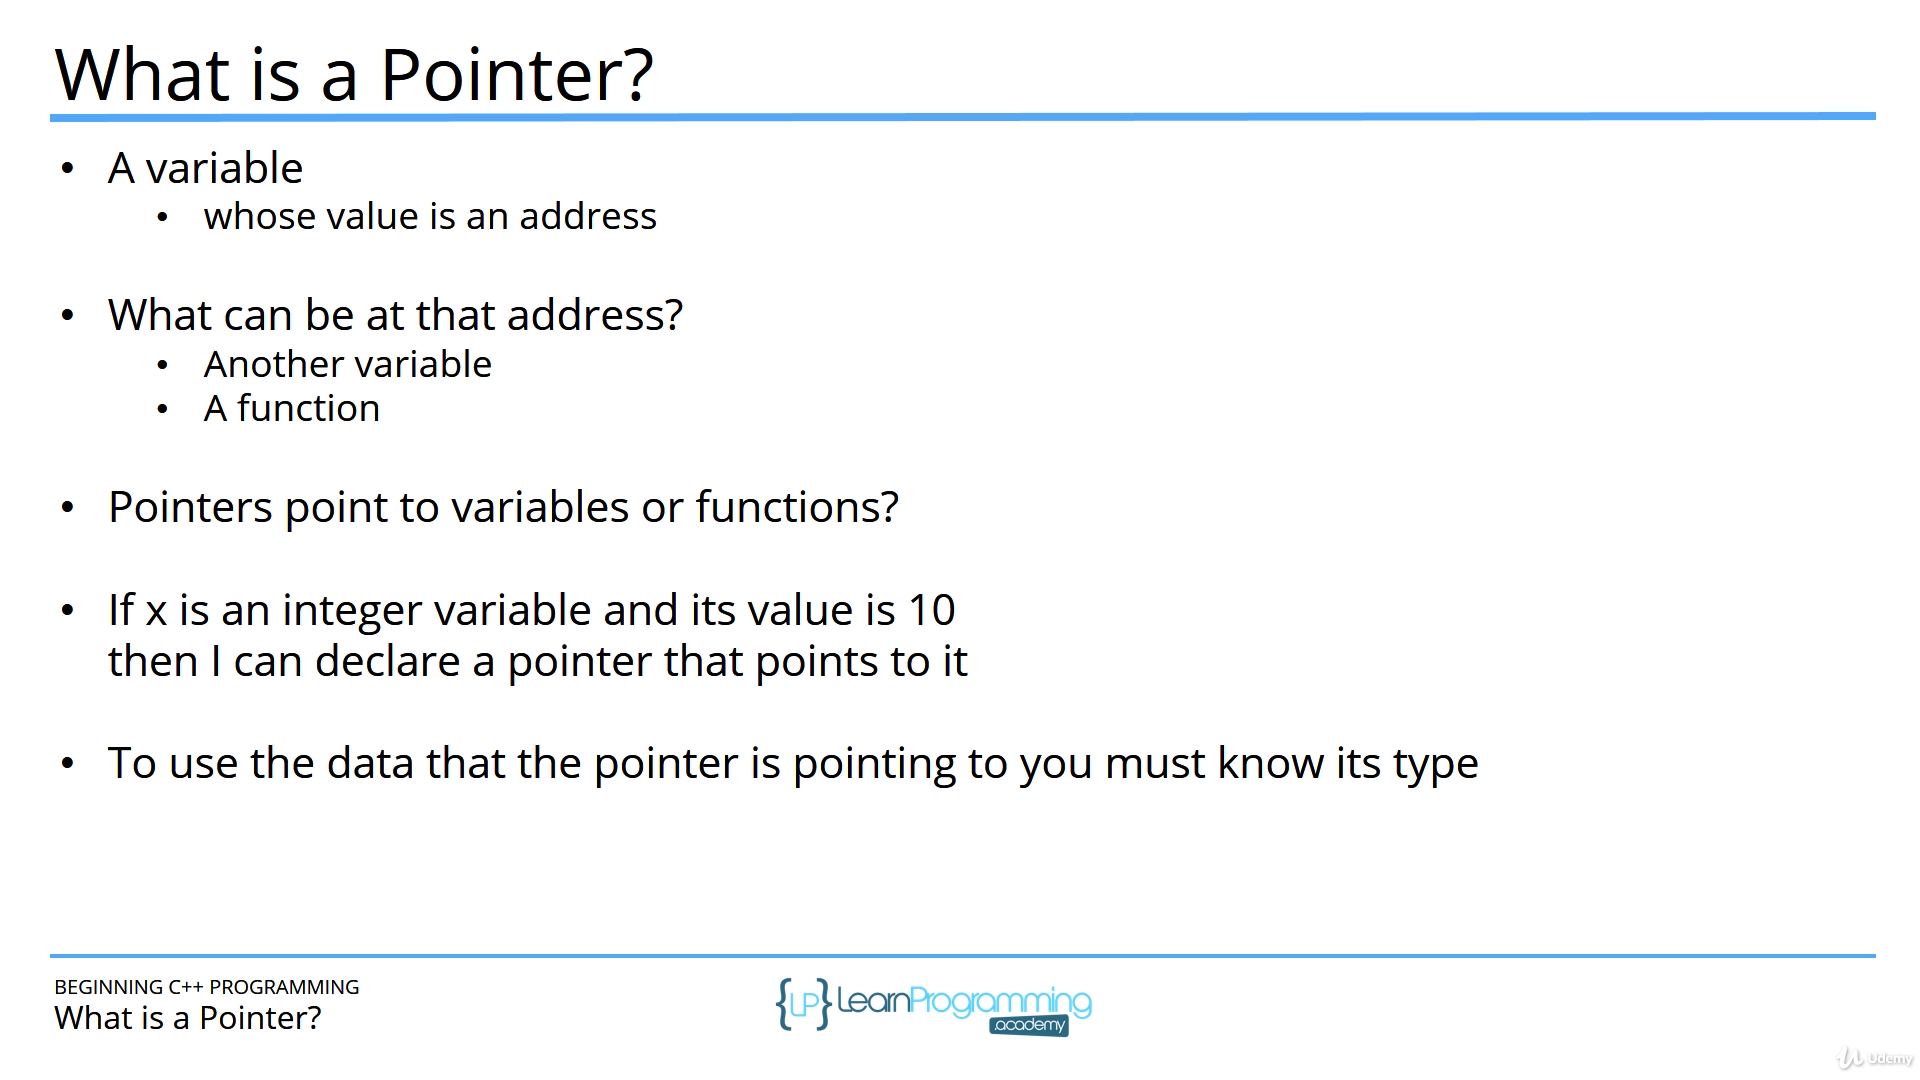 What is a Pointer?
• A variable
• whose value is an address
• What can be at that address?
• Another variable
• A function
• Pointers point to variables or functions?
• If x is an integer variable and its value is 10
then I can declare a pointer that points to it
• To use the data that the pointer is pointing to you must know its type
BEGINNING C++ PROGRAMMING
What is a Pointer?
{LP} LearnProgramming
academy
Udemy